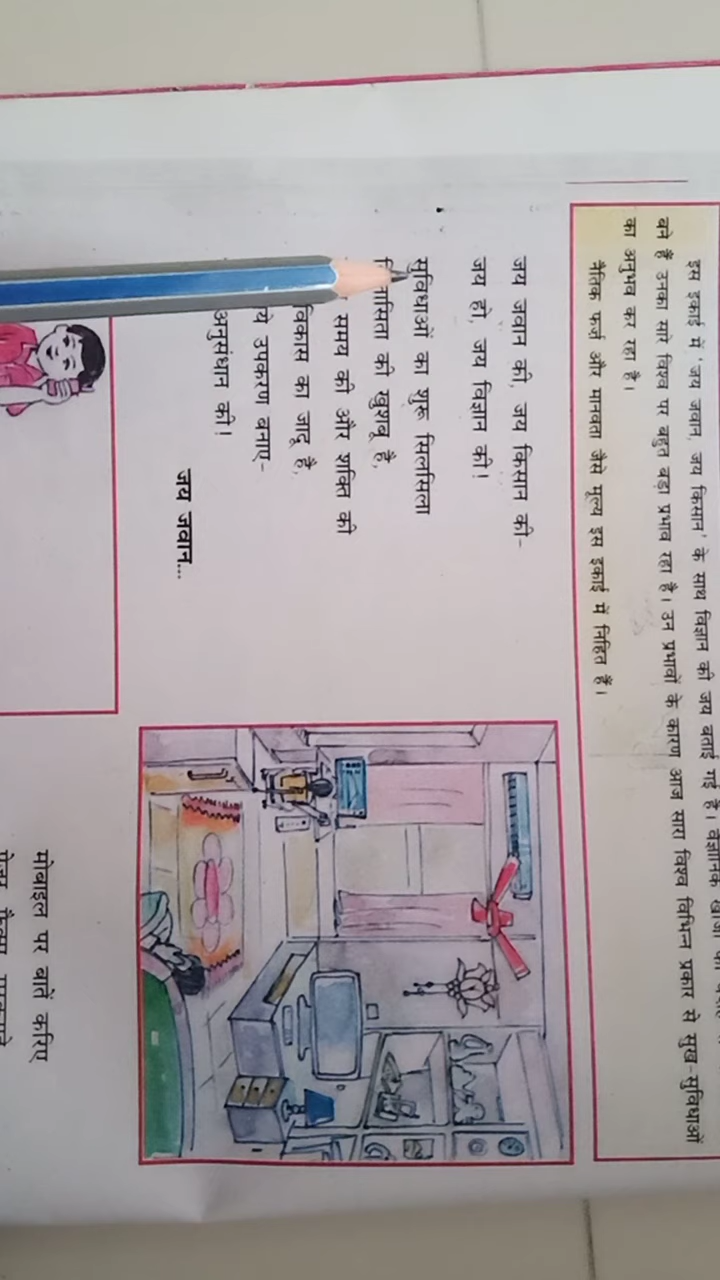 इस इकाई में 'जय जवान, जय किसान' के साथ विज्ञान की जय बताई गई है।
बने हैं उनका सारे विश्व पर बहुत बड़ा प्रभाव रहा है। उन प्रभावों के कारण आज सारा विश्व विभिन्न प्रकार से सुख-सुविधाओं
का अनुभव कर रहा है।
नैतिक फर्ज और मानवता जैसे मूल्य इस इकाई में निहित हैं।
जय जवान की, जय किसान की-
जय हो, जय विज्ञान की!
सुविधाओं का शुरू सिलसिला
की खुशबू है,
समय की और शक्ति की
विकास का जादू है,
ये उपकरण बनाए-
अनुसंधान की!
जय जवान...
मोबाइल पर बातें करिए